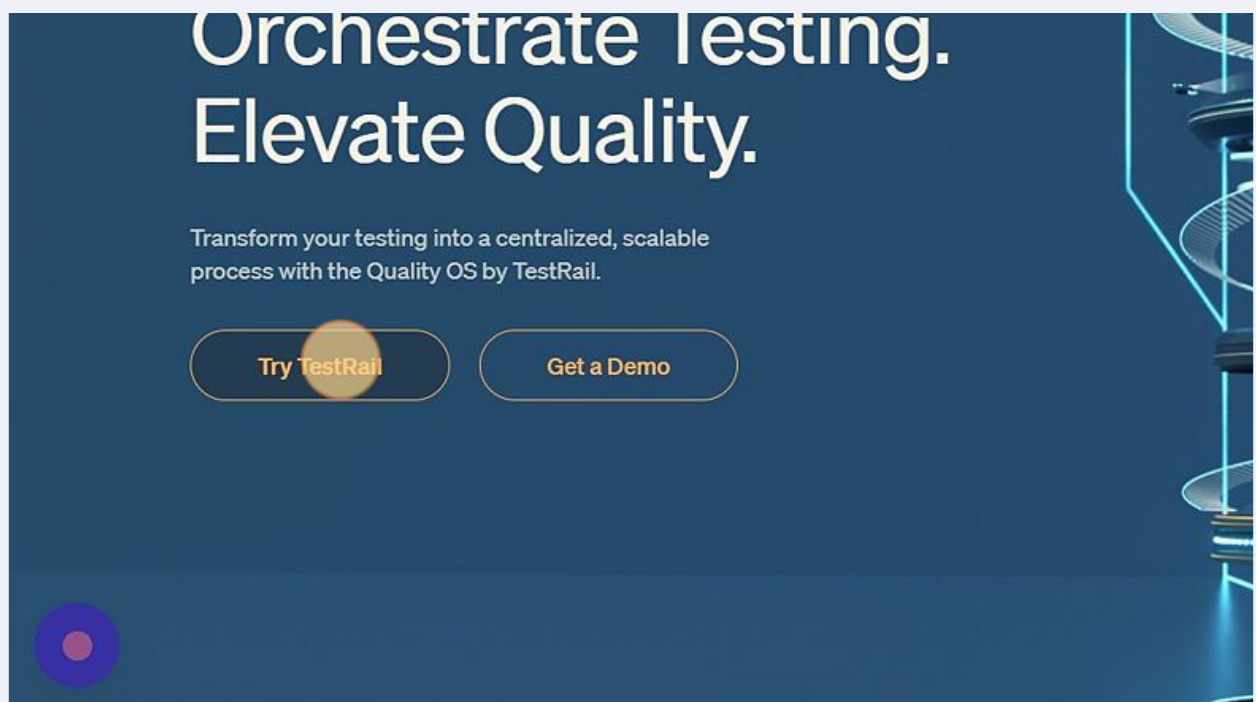 Orchestrate Testing.
Elevate Quality.
Transform your testing into a centralized, scalable
process with the Quality OS by TestRail.
Try TestRail
Get a Demo